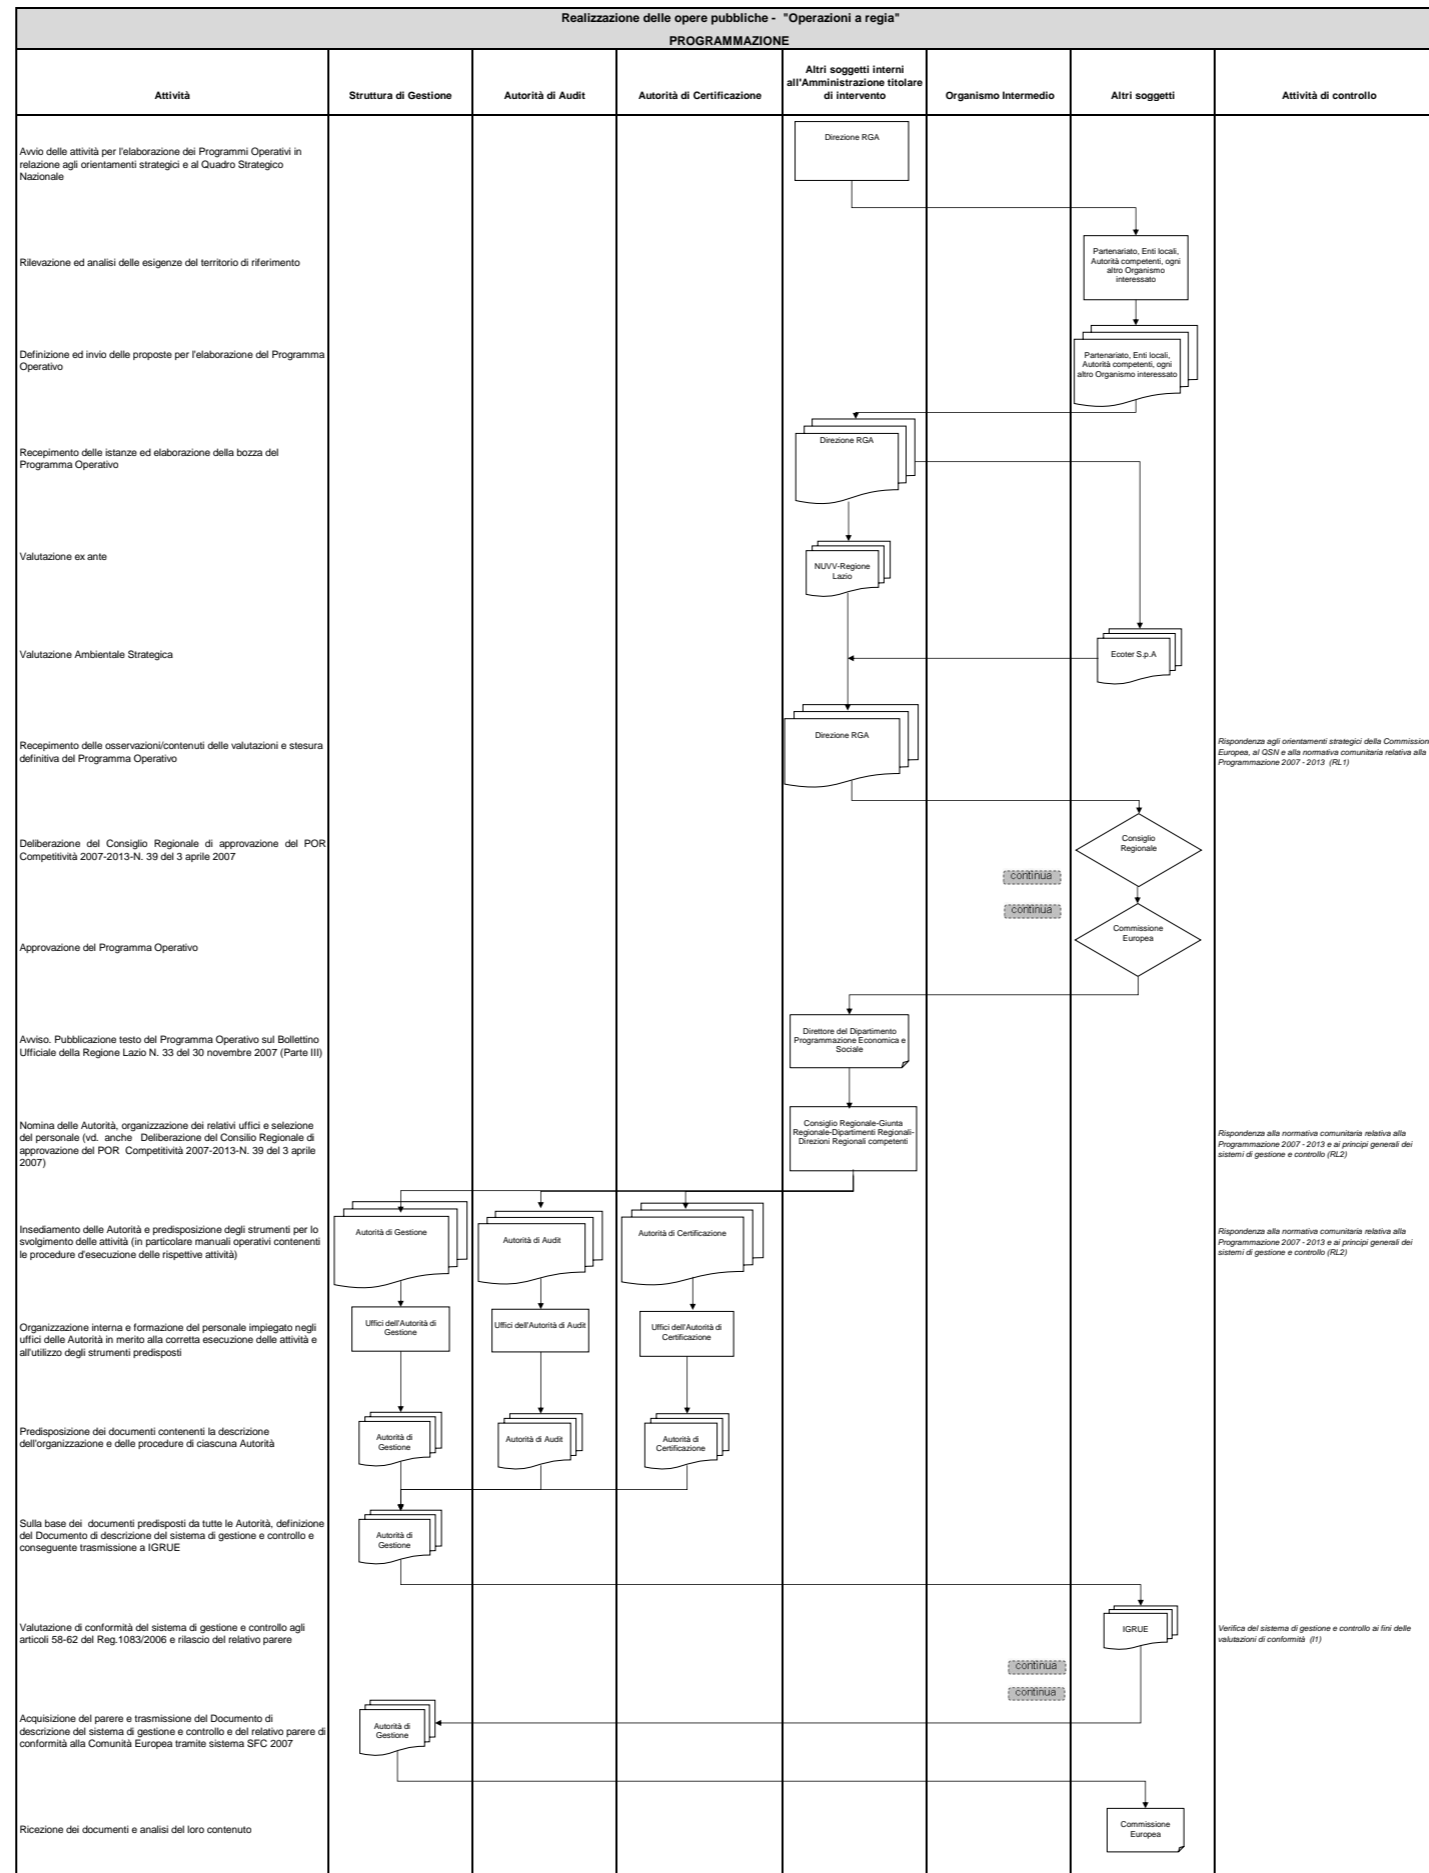 Realizzazione delle opere pubbliche - "Operazioni a regia"
PROGRAMMAZIONE
Attività
Struttura di Gestione
Autorità di Audit
Autorità di Certificazione
Altri soggetti interni
all'Amministrazione titolare
di intervento
Organismo Intermedio
Altri soggetti
Attività di controllo
Avvio delle attività per l'elaborazione dei Programmi Operativi in
relazione agli orientamenti strategici e al Quadro Strategico
Nazionale
Direzione RGA
Rilevazione ed analisi delle esigenze del territorio di riferimento
Partenariato, Enti locali,
Autorità competenti, ogni
altro Organismo
interessato
Definizione ed invio delle proposte per l'elaborazione del Programma
Operativo
Partenariato, Enti locali,
Autorità competenti, ogni
altro Organismo interessato
Recepimento delle istanze ed elaborazione della bozza del
Programma Operativo
Direzione RGA
Valutazione ex ante
NUVV-Regione
Lazio
Valutazione Ambientale Strategica
Ecoter S.p.A
Recepimento delle osservazioni/contenuti delle valutazioni e stesura
definitiva del Programma Operativo
Direzione RGA
Rispondenza agli orientamenti strategici della Commission
Europea, al QSN e alla normativa comunitaria relativa alla
Programmazione 2007 - 2013 (RL1)
Deliberazione del Consiglio Regionale di approvazione del POR
Competitività 2007-2013-N. 39 del 3 aprile 2007
Consiglio
Regionale
continua
continua
Approvazione del Programma Operativo
Commissione
Europea
Avviso. Pubblicazione testo del Programma Operativo sul Bollettino
Ufficiale della Regione Lazio N. 33 del 30 novembre 2007 (Parte III)
Direttore del Dipartimento
Programmazione Economica e
Sociale
Nomina delle Autorità, organizzazione dei relativi uffici e selezione
del personale (vd. anche Deliberazione del Consilio Regionale di
approvazione del POR Competitività 2007-2013-N. 39 del 3 aprile
2007)
Consiglio Regionale-Giunta
Regionale-Dipartimenti Regionali-
Direzioni Regionali competenti
Rispondenza alla normativa comunitaria relativa alla
Programmazione 2007 - 2013 e ai principi generali dei
sistemi di gestione e controllo (RL2)
Insediamento delle Autorità e predisposizione degli strumenti per lo
svolgimento delle attività (in particolare manuali operativi contenenti
le procedure d'esecuzione delle rispettive attività)
Autorità di Gestione
Autorità di Audit
Autorità di Certificazione
Rispondenza alla normativa comunitaria relativa alla
Programmazione 2007 - 2013 e ai principi generali dei
sistemi di gestione e controllo (RL2)
Organizzazione interna e formazione del personale impiegato negli
uffici delle Autorità in merito alla corretta esecuzione delle attività e
all'utilizzo degli strumenti predisposti
Uffici dell'Autorità di
Gestione
Uffici dell'Autorità di Audit
Uffici dell'Autorità di
Certificazione
Predisposizione dei documenti contenenti la descrizione
dell'organizzazione e delle procedure di ciascuna Autorità
Autorità di
Gestione
Autorità di Audit
Autorità di
Certificazione
Sulla base dei documenti predisposti da tutte le Autorità, definizione
del Documento di descrizione del sistema di gestione e controllo e
conseguente trasmissione a IGRUE
Autorità di
Gestione
Valutazione di conformità del sistema di gestione e controllo agli
articoli 58-62 del Reg.1083/2006 e rilascio del relativo parere
IGRUE
Verifica del sistema di gestione e controllo ai fini delle
valutazioni di conformità (I1)
continua
continua
Acquisizione del parere e trasmissione del Documento di
descrizione del sistema di gestione e controllo e del relativo parere di
conformità alla Comunità Europea tramite sistema SFC 2007
Autorità di
Gestione
Ricezione dei documenti e analisi del loro contenuto
Commissione
Europea